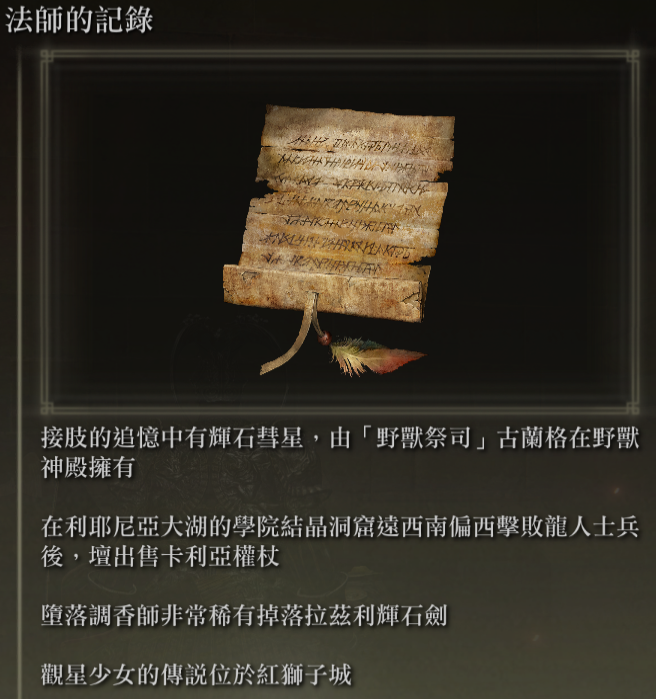 法師的記錄
接肢的追憶中有輝石彗星，由「野獸祭司」古蘭格在野獸
神殿擁有
在利耶尼亞大湖的學院結晶洞窟遠西南偏西擊敗龍人士兵
後，壇出售卡利亞權杖
墮落調香師非常稀有掉落拉茲利輝石劍
觀星少女的傳說位於紅獅子城